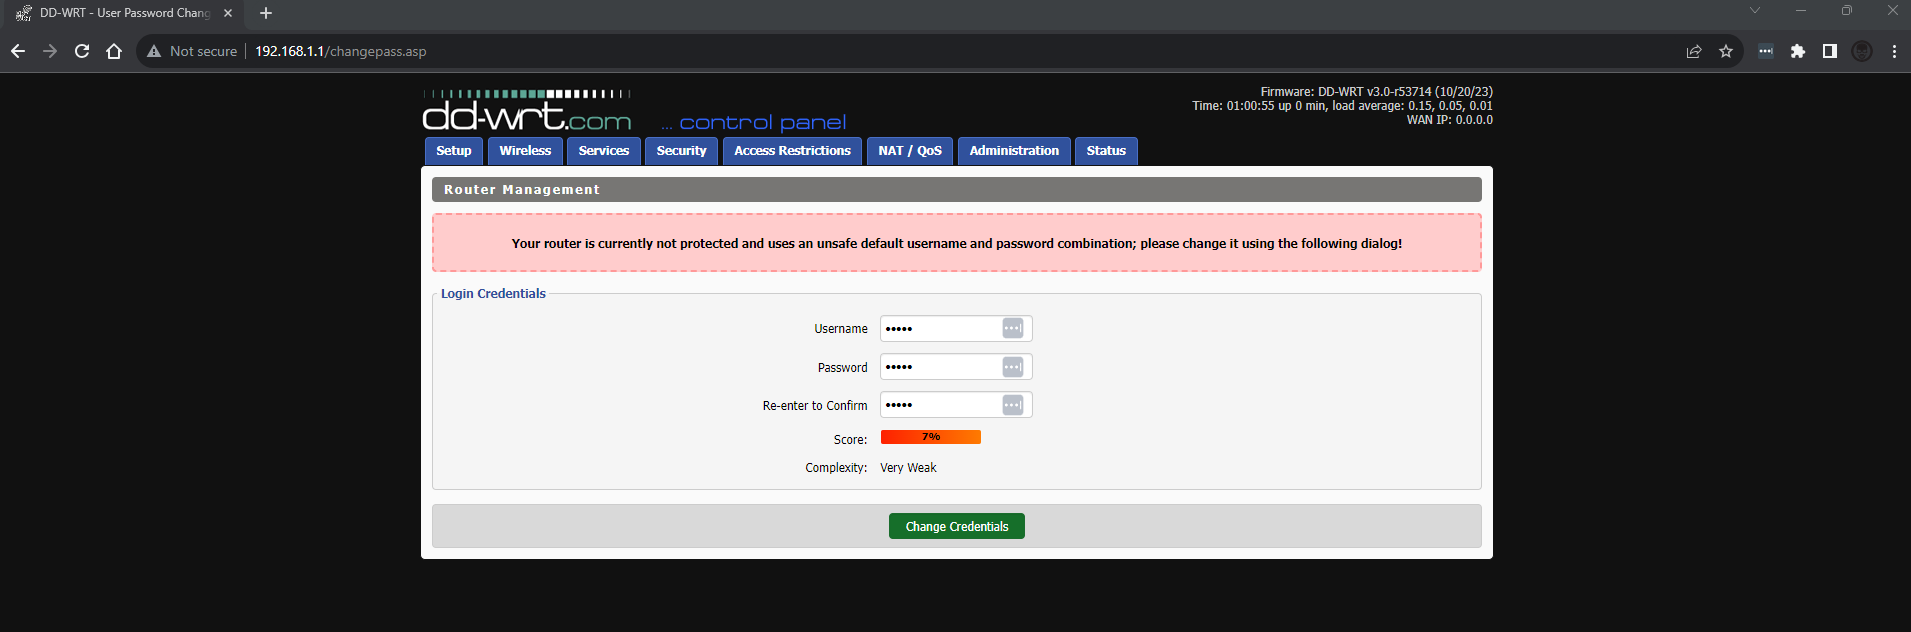 DD-WRT - User Password Chang
Not secure 192.168.1.1/changepass.asp
dd-wrt.com ... control panel
Firmware: DD-WRT v3.0-r53714 (10/20/23)
Time: 01:00:55 up 0 min, load average: 0.15, 0.05, 0.01
WAN IP: 0.0.0.0
Setup Wireless Services Security Access Restrictions NAT / QoS Administration Status
Router Management
Your router is currently not protected and uses an unsafe default username and password combination; please change it using the following dialog!
Login Credentials
Username •••••
Password •••••
Re-enter to Confirm •••••
Score: 7%
Complexity: Very Weak
Change Credentials